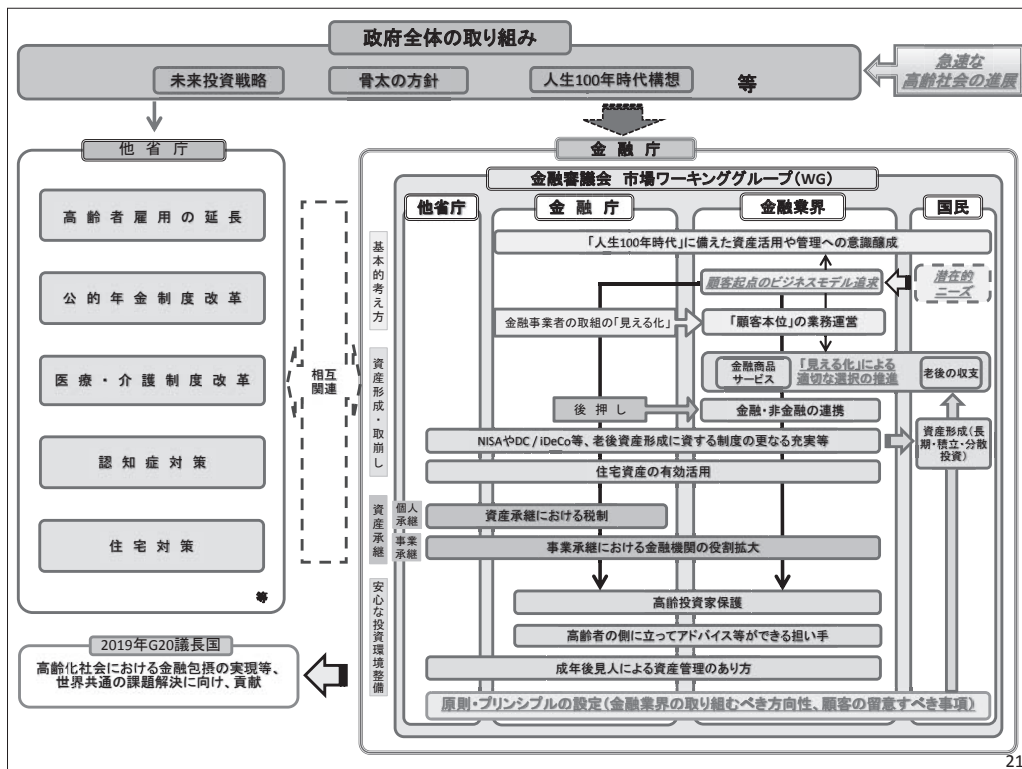 政府全体の取り組み
未来投資戦略
骨太の方針
人生100年時代構想
等
急速な
高齢社会の進展
他省庁
高齢者雇用の延長
公的年金制度改革
医療・介護制度改革
認知症対策
住宅対策
等
相互
関連
2019年G20議長国
高齢化社会における金融包摂の実現等、
世界共通の課題解決に向け、貢献
金融庁
金融審議会 市場ワーキンググループ(WG)
他省庁
金融庁
金融業界
国民
基本的考え方
「人生100年時代」に備えた資産活用や管理への意識醸成
顧客起点のビジネスモデル追求
潜在的
ニーズ
金融事業者の取組の「見える化」
「顧客本位」の業務運営
資産形成・取崩し
金融商品
サービス
「見える化」による
適切な選択の推進
老後の収支
後押し
金融・非金融の連携
NISAやDC / iDeCo等、老後資産形成に資する制度の更なる充実等
資産形成(長
期・積立・分散
投資)
住宅資産の有効活用
資産承継
個人
承継
資産承継における税制
事業
承継
事業承継における金融機関の役割拡大
安心な投資環境整備
高齢投資家保護
高齢者の側に立ってアドバイス等ができる担い手
成年後見人による資産管理のあり方
原則・プリンシプルの設定(金融業界の取り組むべき方向性、顧客の留意すべき事項)
21